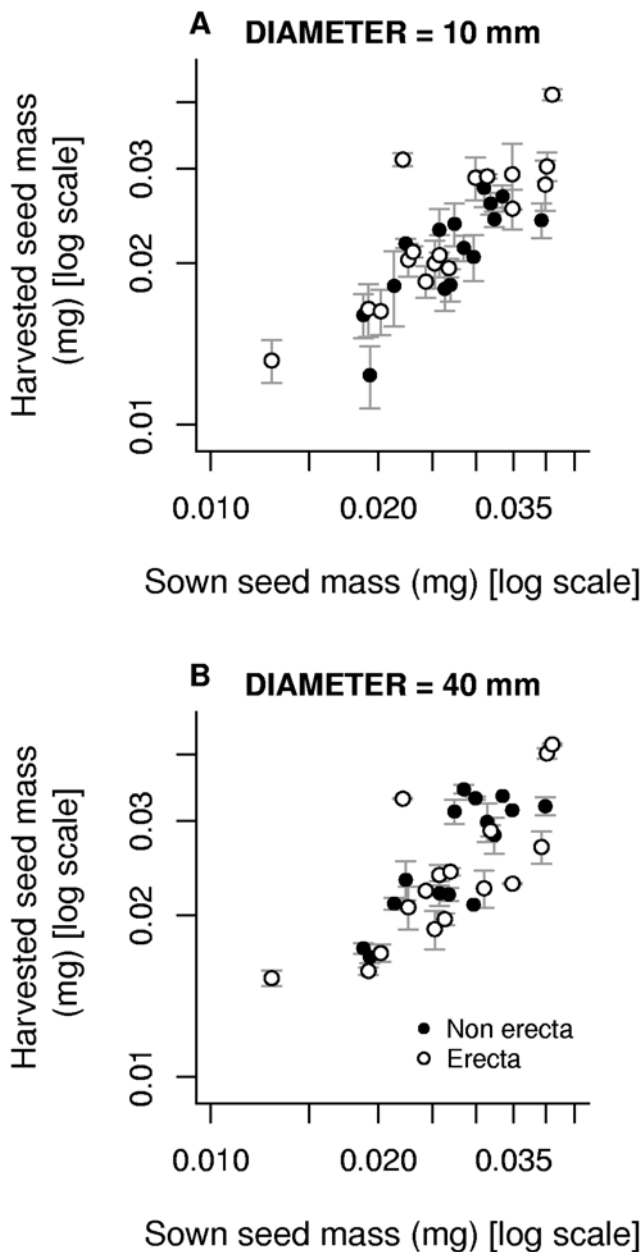 A DIAMETER = 10 mm
Harvested seed mass
(mg) [log scale]
0.03
0.02
0.01
0.010 0.020 0.035
Sown seed mass (mg) [log scale]
B DIAMETER = 40 mm
Harvested seed mass
(mg) [log scale]
0.03
0.02
0.01
Non erecta
Erecta
0.010 0.020 0.035
Sown seed mass (mg) [log scale]